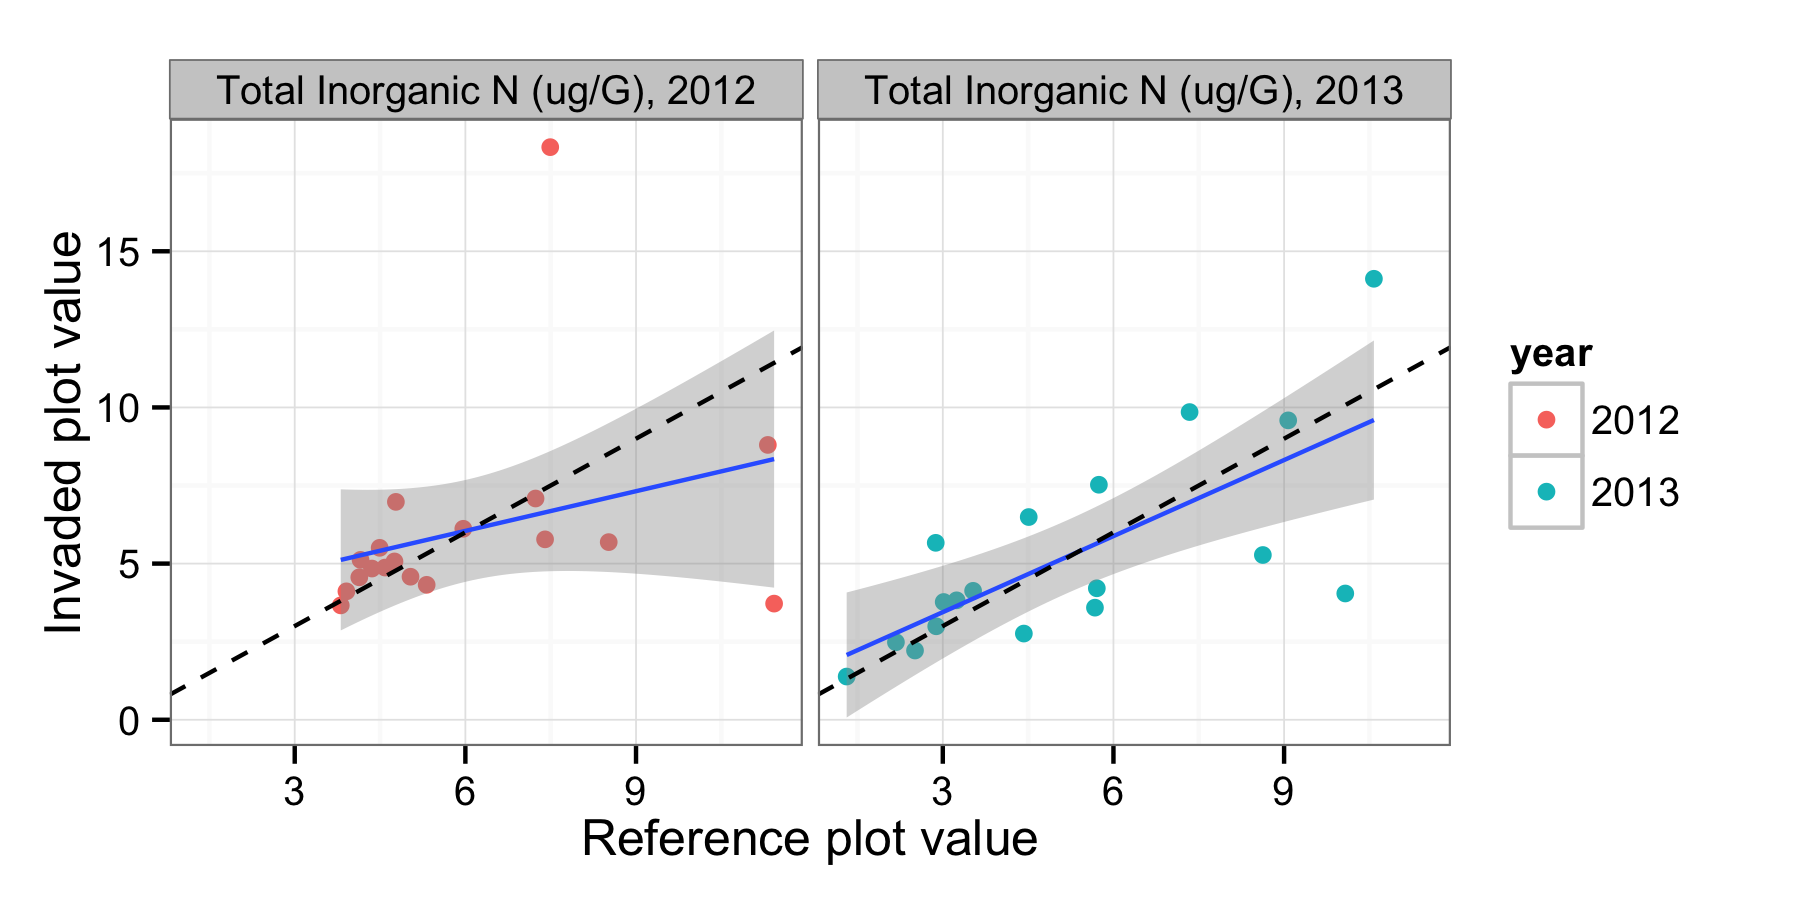 Total Inorganic N (ug/G), 2012
Total Inorganic N (ug/G), 2013
Invaded plot value
15
10
5
0
3
6
9
3
6
9
Reference plot value
year
2012
2013